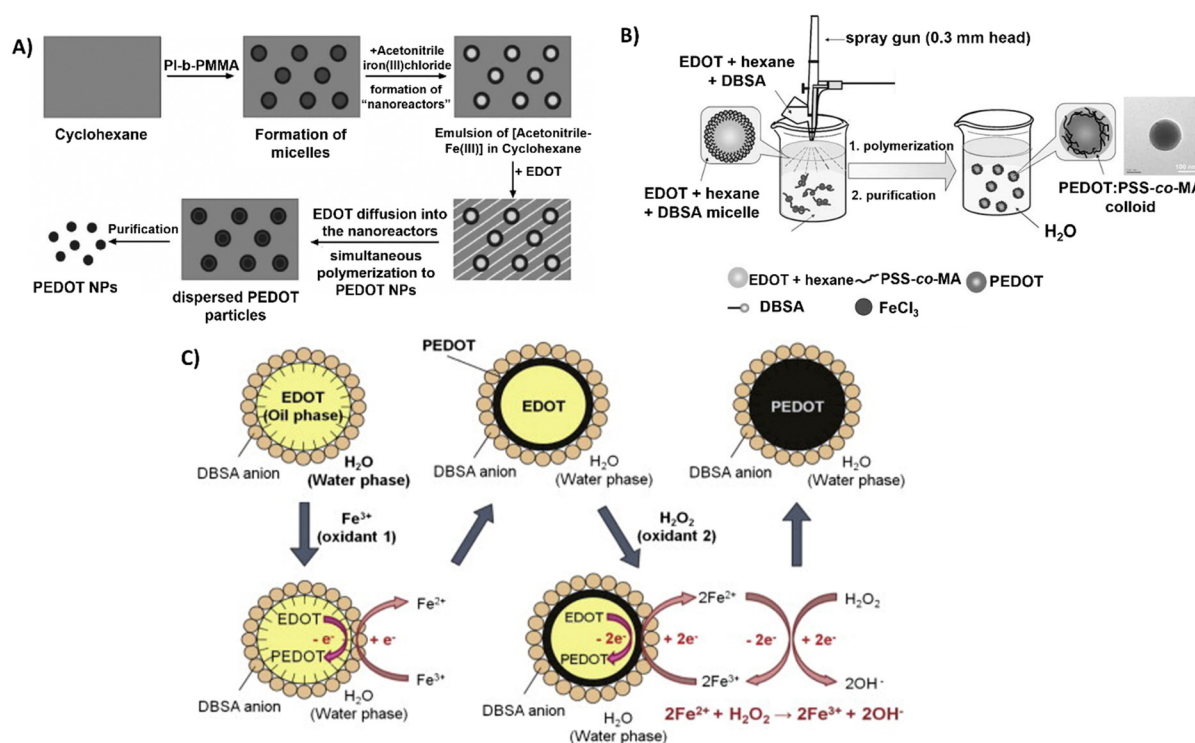 A)
Cyclohexane
PI-b-PMMA
Formation of
micelles
+Acetonitrile
iron(III)chloride
formation of
"nanoreactors"
Emulsion of [Acetonitrile-
Fe(III)] in Cyclohexane
+ EDOT
EDOT diffusion into
the nanoreactors
simultaneous
polymerization to
PEDOT NPs
dispersed PEDOT
particles
Purification
PEDOT NPs
B)
spray gun (0.3 mm head)
EDOT + hexane
+ DBSA
EDOT + hexane
+ DBSA micelle
1. polymerization
2. purification
H₂O
PEDOT:PSS-co-MA
colloid
100 nm
EDOT + hexane
PSS-co-MA
PEDOT
DBSA
FeCl₃
C)
EDOT
(Oil phase)
DBSA anion
H₂O
(Water phase)
PEDOT
EDOT
DBSA anion
H₂O
(Water phase)
PEDOT
DBSA anion
H₂O
(Water phase)
Fe³⁺
(oxidant 1)
H₂O₂
(oxidant 2)
EDOT
- e⁻
+ e⁻
PEDOT
Fe²⁺
Fe³⁺
DBSA anion
H₂O
(Water phase)
EDOT
- 2e⁻
+ 2e⁻
PEDOT
2Fe²⁺
2Fe³⁺
- 2e⁻
+ 2e⁻
H₂O₂
2OH⁻
DBSA anion
H₂O
(Water phase)
2Fe²⁺ + H₂O₂ → 2Fe³⁺ + 2OH⁻